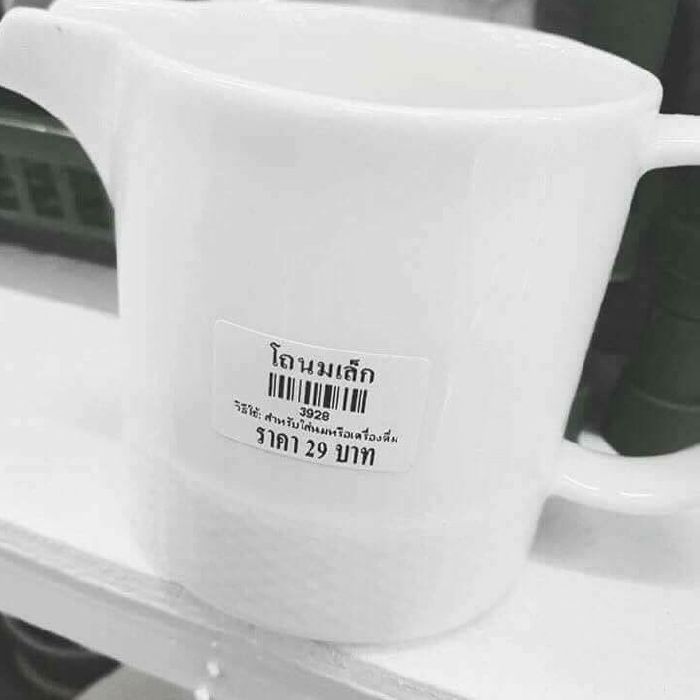 โถนมเล็ก
3928
วิธีใช้: สำหรับใส่นมหรือเครื่องดื่ม
ราคา 29 บาท